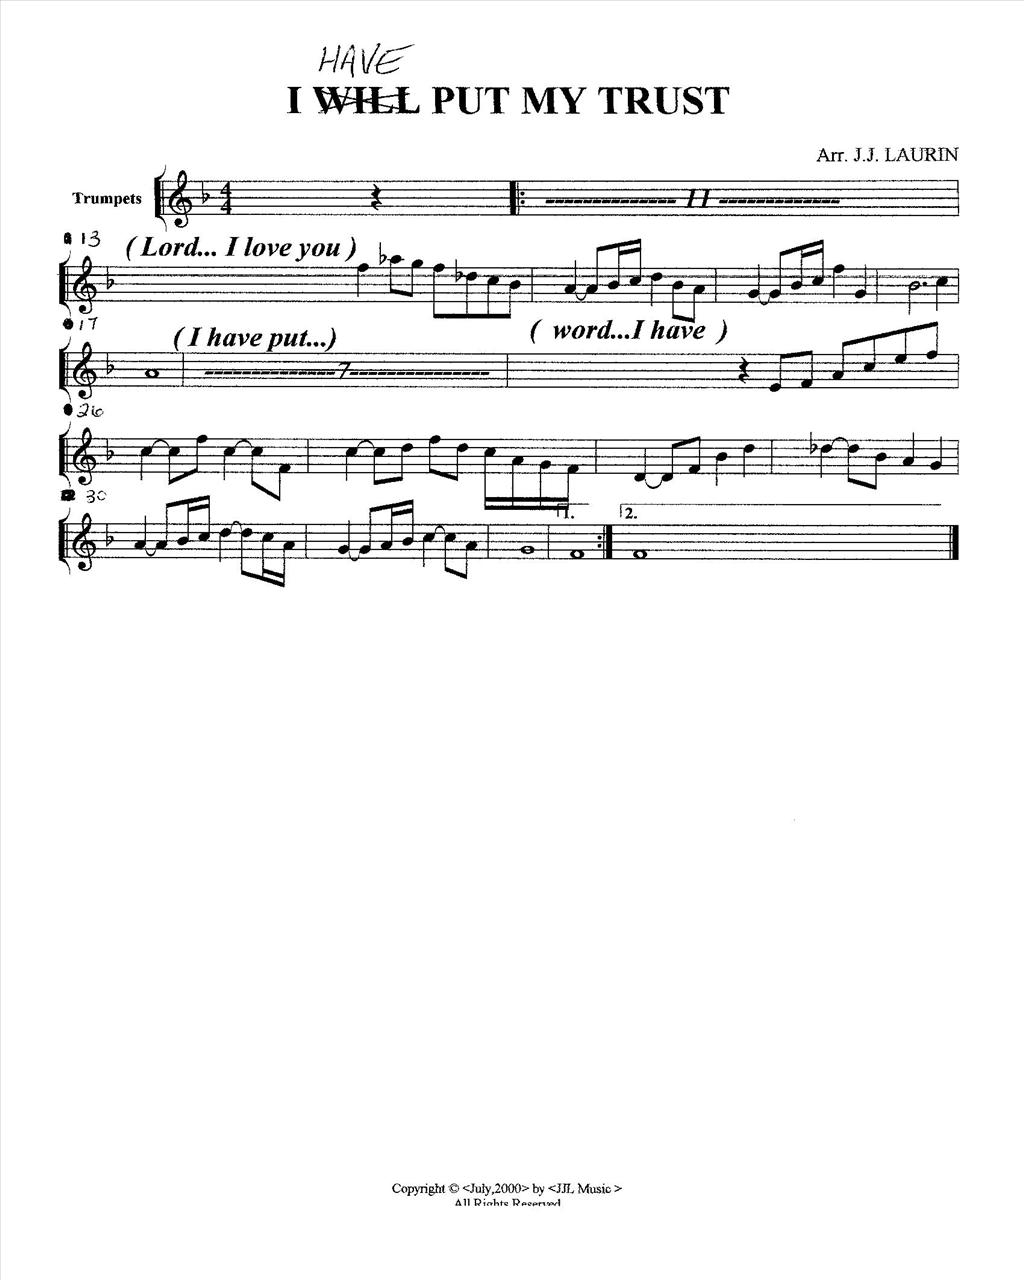 HAVE
I WILL PUT MY TRUST
Arr. J.J. LAURIN
Trumpets
4
4
11
13
( Lord... I love you )
17
( I have put...)
( word...I have )
7
26
30
1.
2.
Copyright © <July,2000> by <JJL Music >
All Rights Reserved